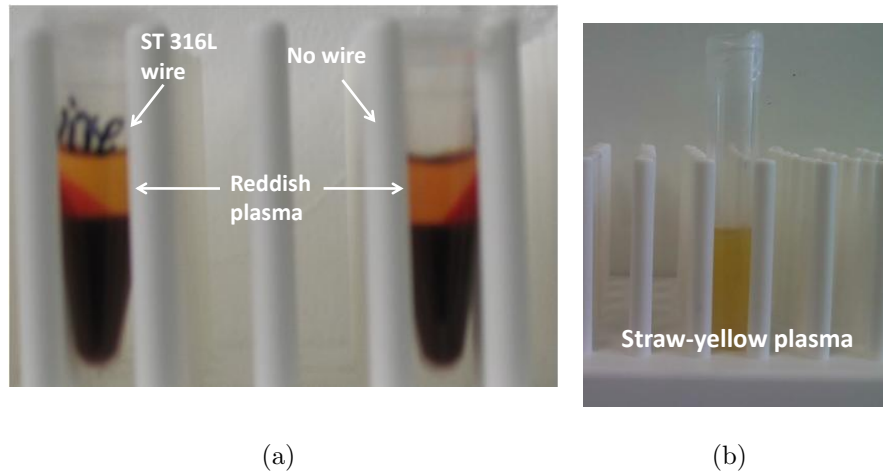 ST 316L
wire
No wire
Reddish
plasma
Straw-yellow plasma
(a)
(b)